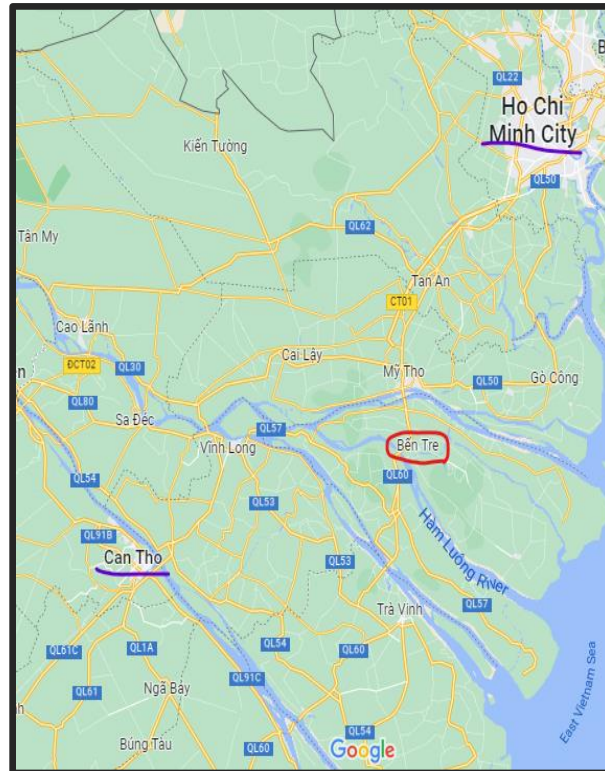 QL22
Ho Chi
Minh City
Kiến Tường
QL50
Tân My
QL62
Tan An
CT01
Cao Lãnh
Cai Lậy
ĐCT02
QL30
Mỹ Tho
QL50
Gò Công
en
QL80
Sa Đéc
QL57
Vĩnh Long
Bến Tre
QL54
QL60
QL53
Hàm Luông River
QL91B
Can Tho
QL53
QL57
Trà Vinh
QL61C
QL1A
QL54
QL60
QL61
Ngã Bảy
QL91C
East Vietnam Sea
QL54
Búng Tàu
QL60
Google